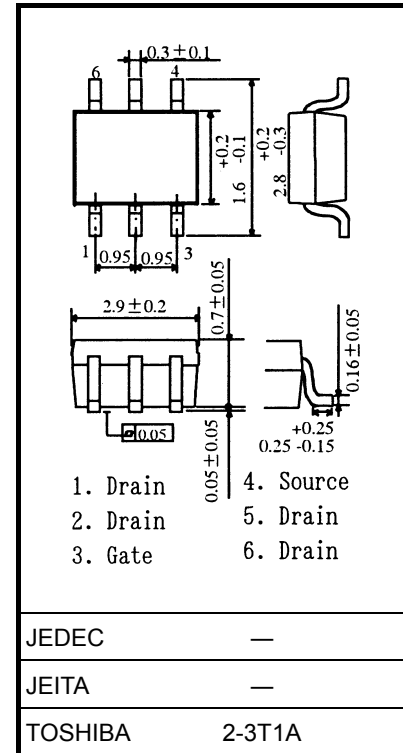 0.3±0.1
6 4
+0.2
1.6 -0.1
+0.2
2.8 -0.3
1 0.95 0.95 3
2.9±0.2
0.7±0.05
0.16±0.05
0.05
0.05±0.05
+0.25
0.25 -0.15
1. Drain 4. Source
2. Drain 5. Drain
3. Gate 6. Drain
JEDEC —
JEITA —
TOSHIBA 2-3T1A